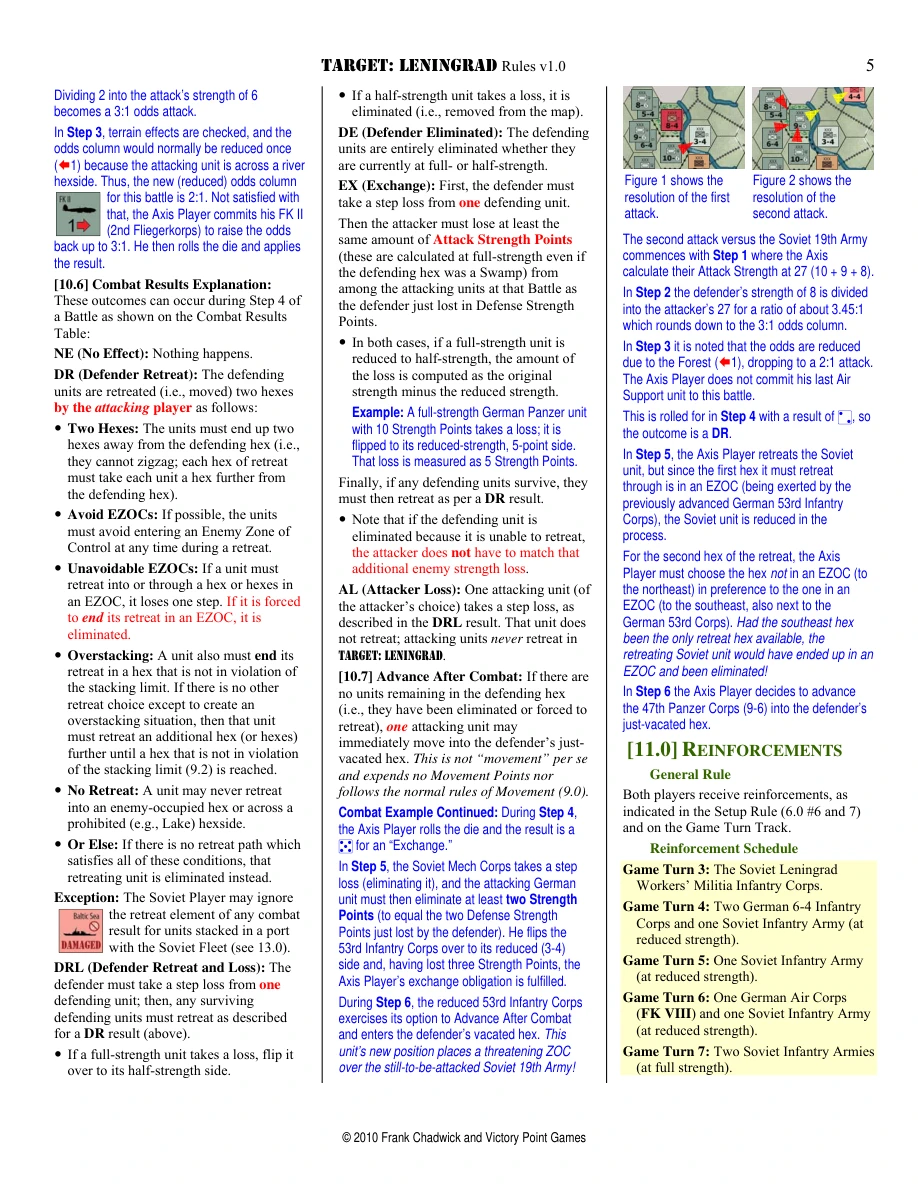 TARGET: LENINGRAD Rules v1.0
5
Dividing 2 into the attack's strength of 6
becomes a 3:1 odds attack.
In Step 3, terrain effects are checked, and the
odds column would normally be reduced once
(🡄1) because the attacking unit is across a river
hexside. Thus, the new (reduced) odds column
FK II
1
for this battle is 2:1. Not satisfied with
that, the Axis Player commits his FK II
(2nd Fliegerkorps) to raise the odds
back up to 3:1. He then rolls the die and applies
the result.
[10.6] Combat Results Explanation:
These outcomes can occur during Step 4 of
a Battle as shown on the Combat Results
Table:
NE (No Effect): Nothing happens.
DR (Defender Retreat): The defending
units are retreated (i.e., moved) two hexes
by the attacking player as follows:
• Two Hexes: The units must end up two
hexes away from the defending hex (i.e.,
they cannot zigzag; each hex of retreat
must take each unit a hex further from
the defending hex).
• Avoid EZOCs: If possible, the units
must avoid entering an Enemy Zone of
Control at any time during a retreat.
• Unavoidable EZOCs: If a unit must
retreat into or through a hex or hexes in
an EZOC, it loses one step. If it is forced
to end its retreat in an EZOC, it is
eliminated.
• Overstacking: A unit also must end its
retreat in a hex that is not in violation of
the stacking limit. If there is no other
retreat choice except to create an
overstacking situation, then that unit
must retreat an additional hex (or hexes)
further until a hex that is not in violation
of the stacking limit (9.2) is reached.
• No Retreat: A unit may never retreat
into an enemy-occupied hex or across a
prohibited (e.g., Lake) hexside.
• Or Else: If there is no retreat path which
satisfies all of these conditions, that
retreating unit is eliminated instead.
Exception: The Soviet Player may ignore
Baltic Sea
DAMAGED
the retreat element of any combat
result for units stacked in a port
with the Soviet Fleet (see 13.0).
DRL (Defender Retreat and Loss): The
defender must take a step loss from one
defending unit; then, any surviving
defending units must retreat as described
for a DR result (above).
• If a full-strength unit takes a loss, flip it
over to its half-strength side.
• If a half-strength unit takes a loss, it is
eliminated (i.e., removed from the map).
DE (Defender Eliminated): The defending
units are entirely eliminated whether they
are currently at full- or half-strength.
EX (Exchange): First, the defender must
take a step loss from one defending unit.
Then the attacker must lose at least the
same amount of Attack Strength Points
(these are calculated at full-strength even if
the defending hex was a Swamp) from
among the attacking units at that Battle as
the defender just lost in Defense Strength
Points.
• In both cases, if a full-strength unit is
reduced to half-strength, the amount of
the loss is computed as the original
strength minus the reduced strength.
Example: A full-strength German Panzer unit
with 10 Strength Points takes a loss; it is
flipped to its reduced-strength, 5-point side.
That loss is measured as 5 Strength Points.
Finally, if any defending units survive, they
must then retreat as per a DR result.
• Note that if the defending unit is
eliminated because it is unable to retreat,
the attacker does not have to match that
additional enemy strength loss.
AL (Attacker Loss): One attacking unit (of
the attacker's choice) takes a step loss, as
described in the DRL result. That unit does
not retreat; attacking units never retreat in
TARGET: LENINGRAD.
[10.7] Advance After Combat: If there are
no units remaining in the defending hex
(i.e., they have been eliminated or forced to
retreat), one attacking unit may
immediately move into the defender's just-
vacated hex. This is not "movement" per se
and expends no Movement Points nor
follows the normal rules of Movement (9.0).
Combat Example Continued: During Step 4,
the Axis Player rolls the die and the result is a
⚄ for an "Exchange."
In Step 5, the Soviet Mech Corps takes a step
loss (eliminating it), and the attacking German
unit must then eliminate at least two Strength
Points (to equal the two Defense Strength
Points just lost by the defender). He flips the
53rd Infantry Corps over to its reduced (3-4)
side and, having lost three Strength Points, the
Axis Player's exchange obligation is fulfilled.
During Step 6, the reduced 53rd Infantry Corps
exercises its option to Advance After Combat
and enters the defender's vacated hex. This
unit's new position places a threatening ZOC
over the still-to-be-attacked Soviet 19th Army!
8-
5-4
8-4
9-
3-4
10-
4-4
8-
6-4
9-
3-4
10-
Figure 1 shows the
resolution of the first
attack.
Figure 2 shows the
resolution of the
second attack.
The second attack versus the Soviet 19th Army
commences with Step 1 where the Axis
calculate their Attack Strength at 27 (10 + 9 + 8).
In Step 2 the defender's strength of 8 is divided
into the attacker's 27 for a ratio of about 3.45:1
which rounds down to the 3:1 odds column.
In Step 3 it is noted that the odds are reduced
due to the Forest (🡄1), dropping to a 2:1 attack.
The Axis Player does not commit his last Air
Support unit to this battle.
This is rolled for in Step 4 with a result of ⚁, so
the outcome is a DR.
In Step 5, the Axis Player retreats the Soviet
unit, but since the first hex it must retreat
through is in an EZOC (being exerted by the
previously advanced German 53rd Infantry
Corps), the Soviet unit is reduced in the
process.
For the second hex of the retreat, the Axis
Player must choose the hex not in an EZOC (to
the northeast) in preference to the one in an
EZOC (to the southeast, also next to the
German 53rd Corps). Had the southeast hex
been the only retreat hex available, the
retreating Soviet unit would have ended up in an
EZOC and been eliminated!
In Step 6 the Axis Player decides to advance
the 47th Panzer Corps (9-6) into the defender's
just-vacated hex.
[11.0] REINFORCEMENTS
General Rule
Both players receive reinforcements, as
indicated in the Setup Rule (6.0 #6 and 7)
and on the Game Turn Track.
Reinforcement Schedule
Game Turn 3: The Soviet Leningrad
Workers' Militia Infantry Corps.
Game Turn 4: Two German 6-4 Infantry
Corps and one Soviet Infantry Army (at
reduced strength).
Game Turn 5: One Soviet Infantry Army
(at reduced strength).
Game Turn 6: One German Air Corps
(FK VIII) and one Soviet Infantry Army
(at reduced strength).
Game Turn 7: Two Soviet Infantry Armies
(at full strength).
© 2010 Frank Chadwick and Victory Point Games